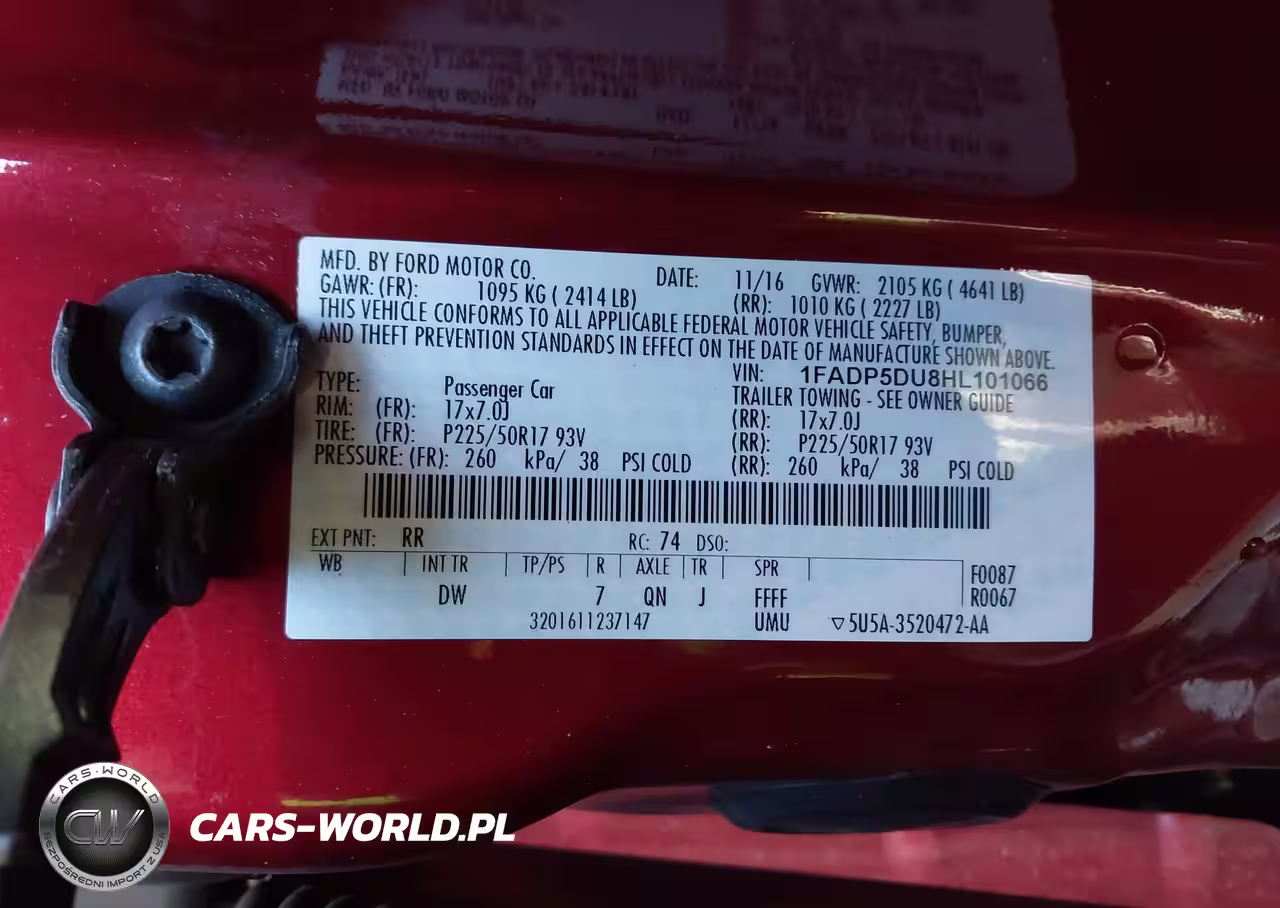 MFD. BY FORD MOTOR CO. DATE: 11/16 GVWR: 2105 KG ( 4641 LB)
GAWR: (FR): 1095 KG ( 2414 LB) (RR): 1010 KG ( 2227 LB)
THIS VEHICLE CONFORMS TO ALL APPLICABLE FEDERAL MOTOR VEHICLE SAFETY, BUMPER,
AND THEFT PREVENTION STANDARDS IN EFFECT ON THE DATE OF MANUFACTURE SHOWN ABOVE.
VIN: 1FADP5DU8HL101066
TYPE: Passenger Car TRAILER TOWING - SEE OWNER GUIDE
RIM: (FR): 17x7.0J (RR): 17x7.0J
TIRE: (FR): P225/50R17 93V (RR): P225/50R17 93V
PRESSURE: (FR): 260 kPa/ 38 PSI COLD (RR): 260 kPa/ 38 PSI COLD
EXT PNT: RR RC: 74 DSO:
WB INT TR TP/PS R AXLE TR SPR F0087
DW 7 QN J FFFF R0067
3201611237147 UMU ▽5U5A-3520472-AA
CARS-WORLD
CW
BEZPOŚREDNI IMPORT Z USA
CARS-WORLD.PL